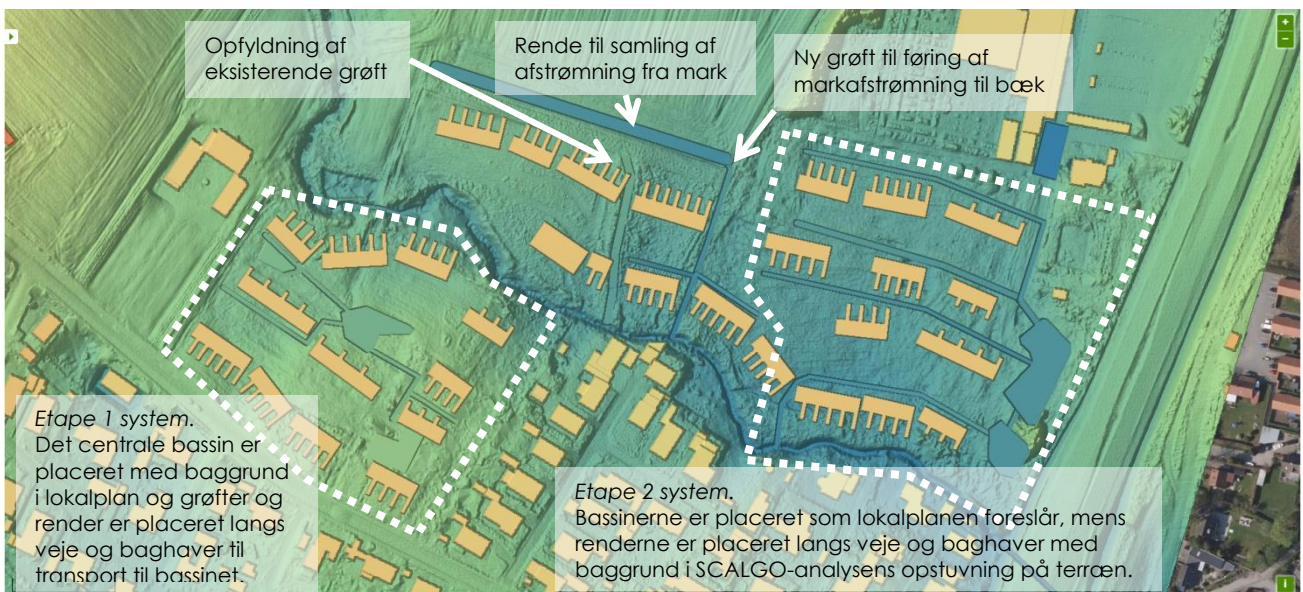 Opfyldning af
eksisterende grøft
Rende til samling af
afstrømning fra mark
Ny grøft til føring af
markafstrømning til bæk
Etape 1 system.
Det centrale bassin er
placeret med baggrund
i lokalplan og grøfter og
render er placeret langs
veje og baghaver til
transport til bassinet.
Etape 2 system.
Bassinerne er placeret som lokalplanen foreslår, mens
renderne er placeret langs veje og baghaver med
baggrund i SCALGO-analysens opstuvning på terræn.
+
−
i